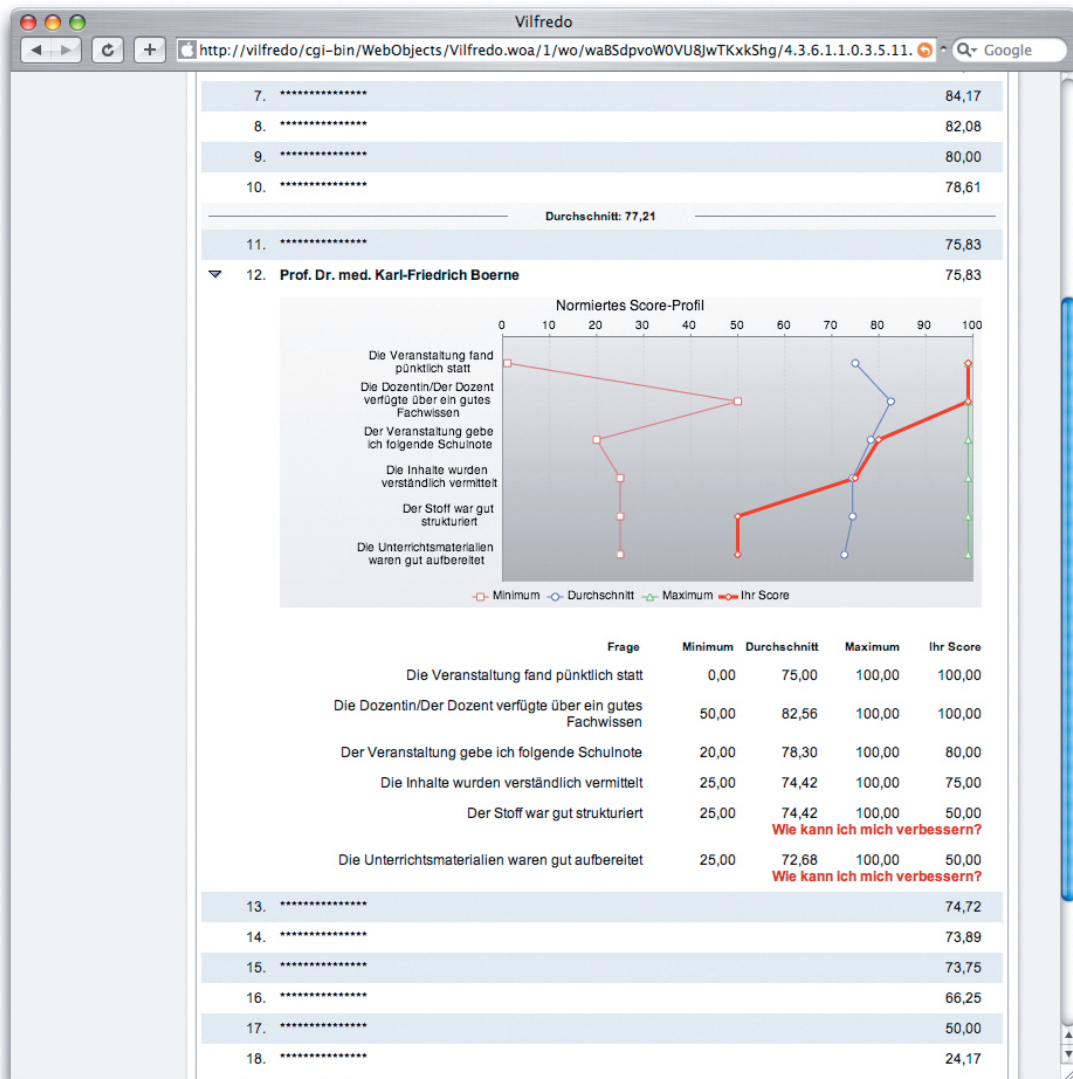 Vilfredo
http://vilfredo/cgi-bin/WebObjects/Vilfredo.woa/1/wo/waBSdpvoW0VU8JwTKxkShg/4.3.6.1.1.0.3.5.11.
Google
7. *************** 84,17
8. *************** 82,08
9. *************** 80,00
10. *************** 78,61
Durchschnitt: 77,21
11. *************** 75,83
12. Prof. Dr. med. Karl-Friedrich Boerne 75,83
Normiertes Score-Profil
0 10 20 30 40 50 60 70 80 90 100
Die Veranstaltung fand
pünktlich statt
Die Dozentin/Der Dozent
verfügte über ein gutes
Fachwissen
Der Veranstaltung gebe
ich folgende Schulnote
Die Inhalte wurden
verständlich vermittelt
Der Stoff war gut
strukturiert
Die Unterrichtsmaterialien
waren gut aufbereitet
Minimum Durchschnitt Maximum Ihr Score
Frage Minimum Durchschnitt Maximum Ihr Score
Die Veranstaltung fand pünktlich statt 0,00 75,00 100,00 100,00
Die Dozentin/Der Dozent verfügte über ein gutes
Fachwissen 50,00 82,56 100,00 100,00
Der Veranstaltung gebe ich folgende Schulnote 20,00 78,30 100,00 80,00
Die Inhalte wurden verständlich vermittelt 25,00 74,42 100,00 75,00
Der Stoff war gut strukturiert 25,00 74,42 100,00 50,00
Wie kann ich mich verbessern?
Die Unterrichtsmaterialien waren gut aufbereitet 25,00 72,68 100,00 50,00
Wie kann ich mich verbessern?
13. *************** 74,72
14. *************** 73,89
15. *************** 73,75
16. *************** 66,25
17. *************** 50,00
18. *************** 24,17